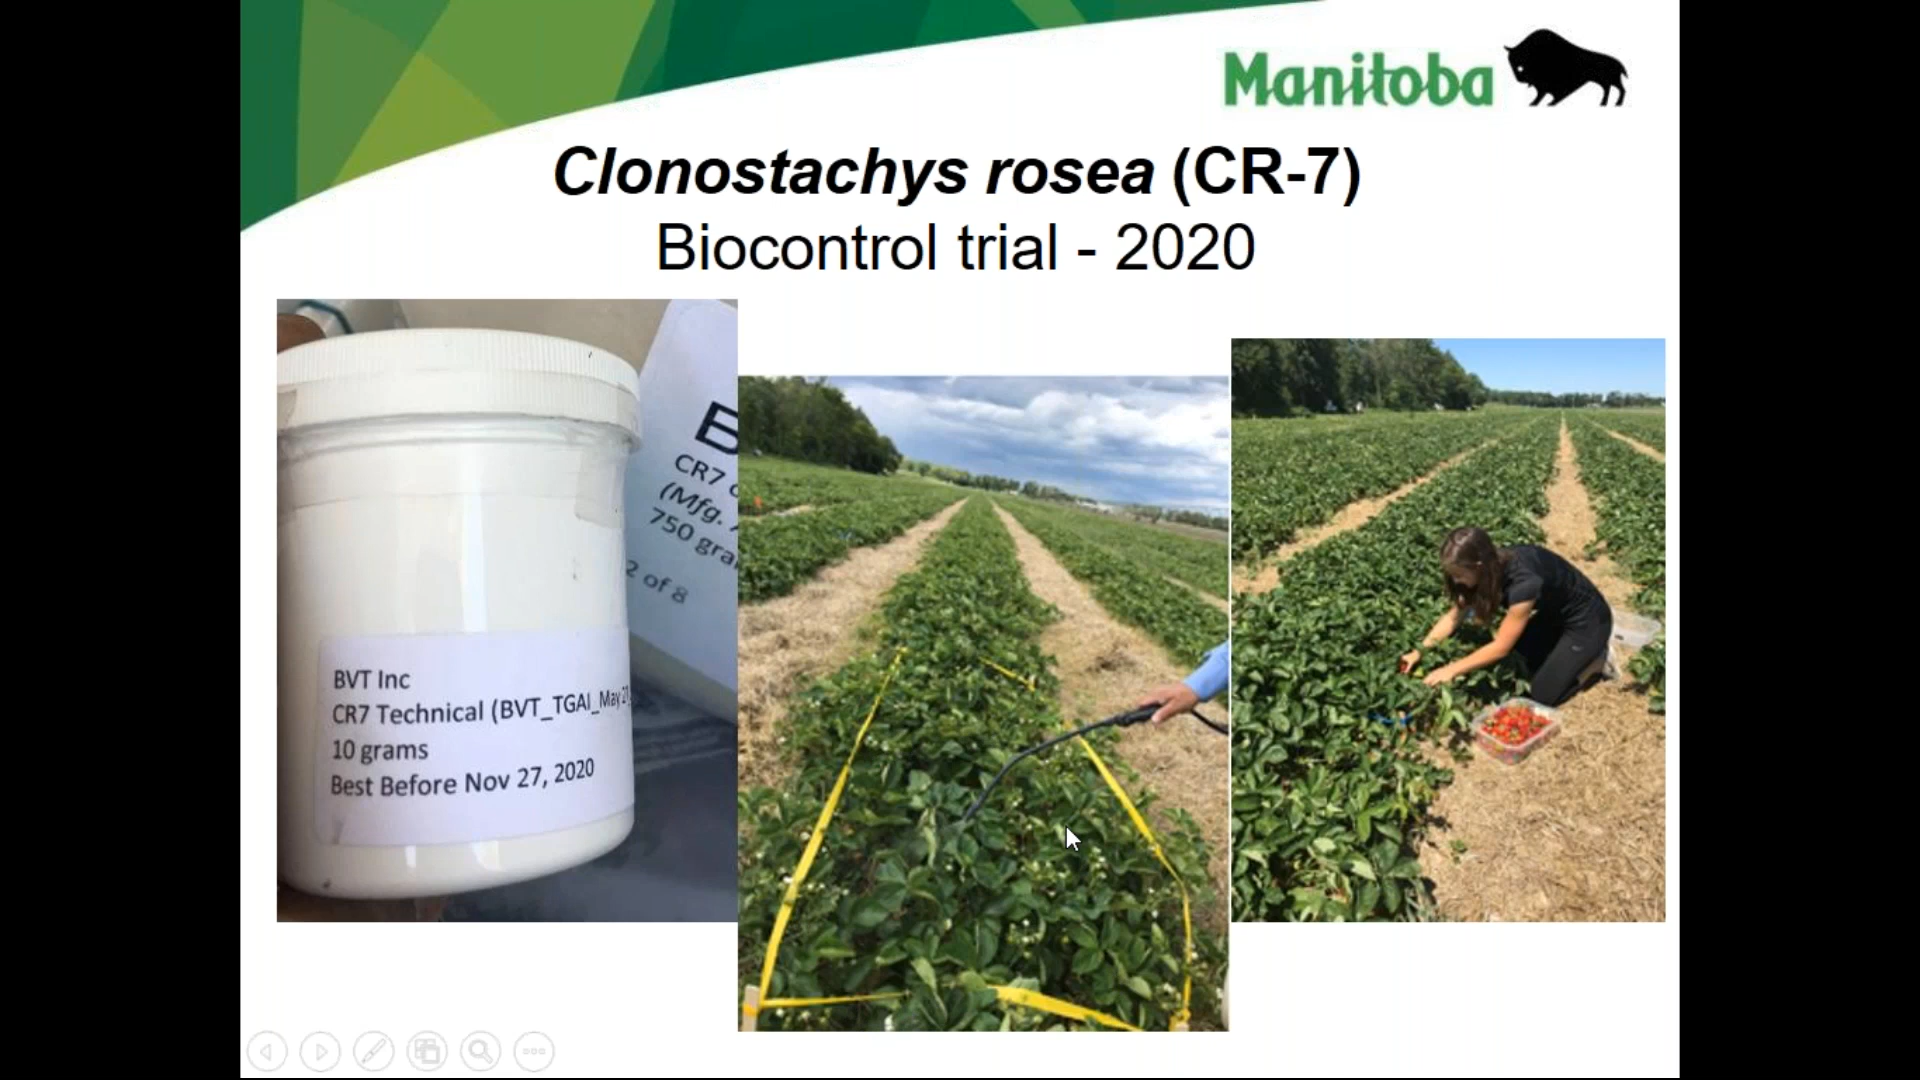 Manitoba
Clonostachys rosea (CR-7)
Biocontrol trial - 2020
CR7
(Mfg.
750
2 of 8
BVT Inc
CR7 Technical (BVT_TGAI_May
10 grams
Best Before Nov 27, 2020